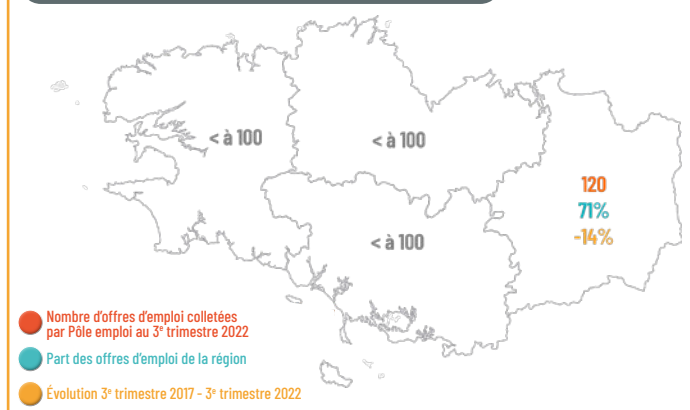 < à 100
< à 100
120
71%
-14%
< à 100
Nombre d'offres d'emploi colletées
par Pôle emploi au 3e trimestre 2022
Part des offres d'emploi de la région
Évolution 3e trimestre 2017 - 3e trimestre 2022